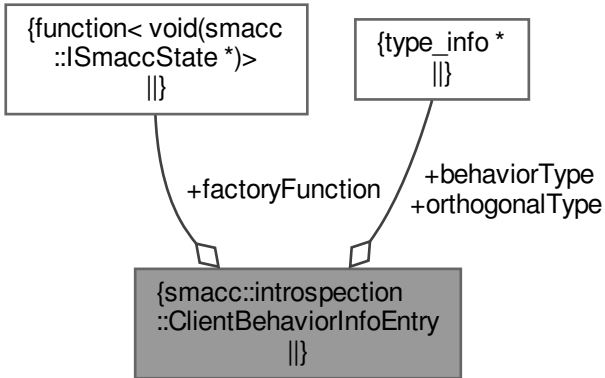 {function< void(smacc
::ISmaccState *)>
||}
{type_info *
||}
+factoryFunction
+behaviorType
+orthogonalType
{smacc::introspection
::ClientBehaviorInfoEntry
||}